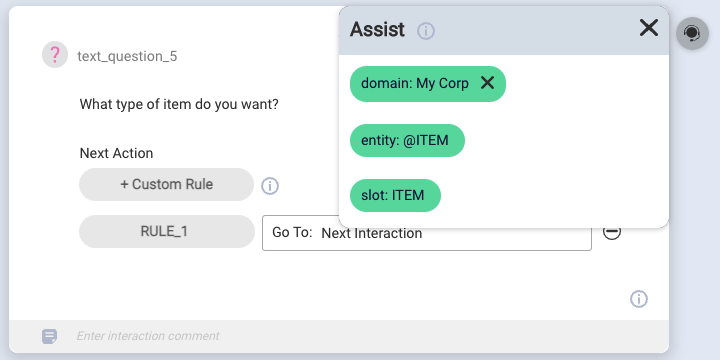 Assist
domain: My Corp
entity: @ITEM
slot: ITEM
? text_question_5
What type of item do you want?
Next Action
+ Custom Rule
RULE_1
Go To: Next Interaction
Enter interaction comment